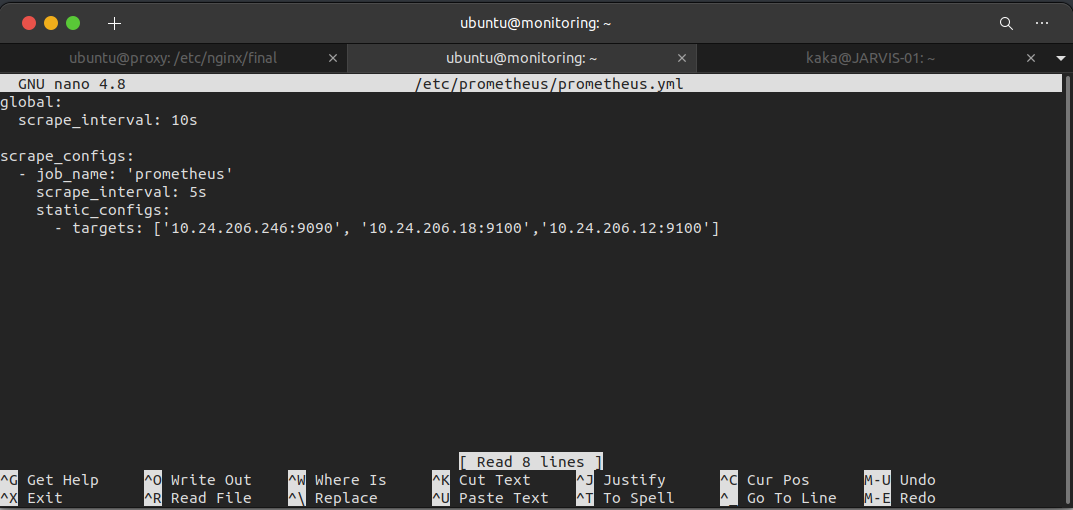 ubuntu@monitoring: ~
ubuntu@proxy: /etc/nginx/final
ubuntu@monitoring: ~
kaka@JARVIS-01: ~
GNU nano 4.8 /etc/prometheus/prometheus.yml
global:
  scrape_interval: 10s

scrape_configs:
  - job_name: 'prometheus'
    scrape_interval: 5s
    static_configs:
      - targets: ['10.24.206.246:9090', '10.24.206.18:9100','10.24.206.12:9100']
[ Read 8 lines ]
^G Get Help ^O Write Out ^W Where Is ^K Cut Text ^J Justify ^C Cur Pos M-U Undo
^X Exit ^R Read File ^\ Replace ^U Paste Text ^T To Spell ^_ Go To Line M-E Redo